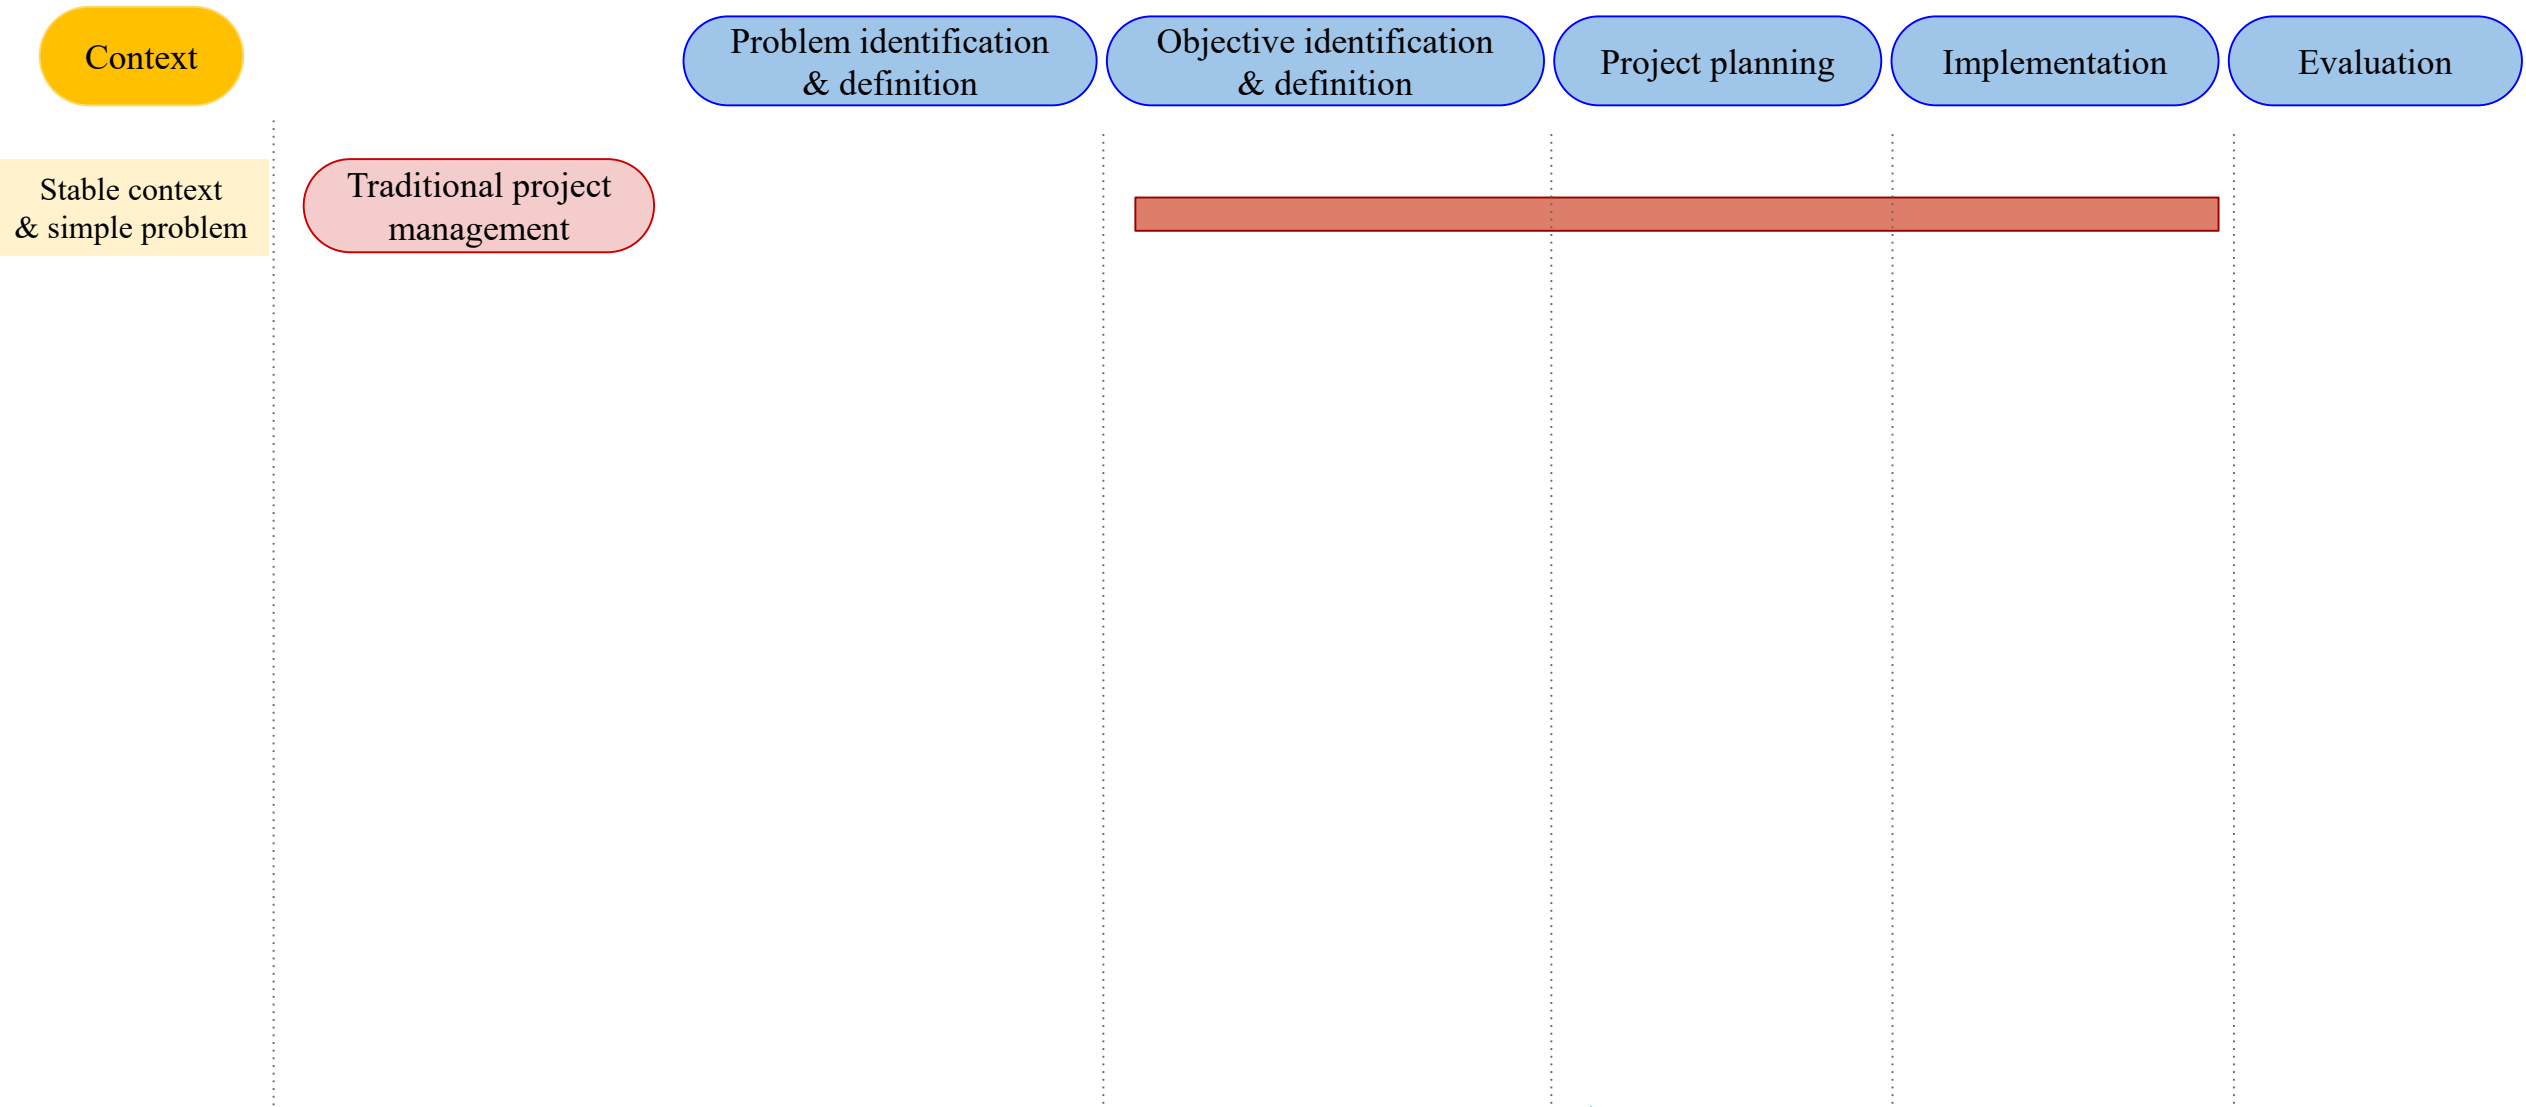 Context
Problem identification
& definition
Objective identification
& definition
Project planning
Implementation
Evaluation
Stable context
& simple problem
Traditional project
management